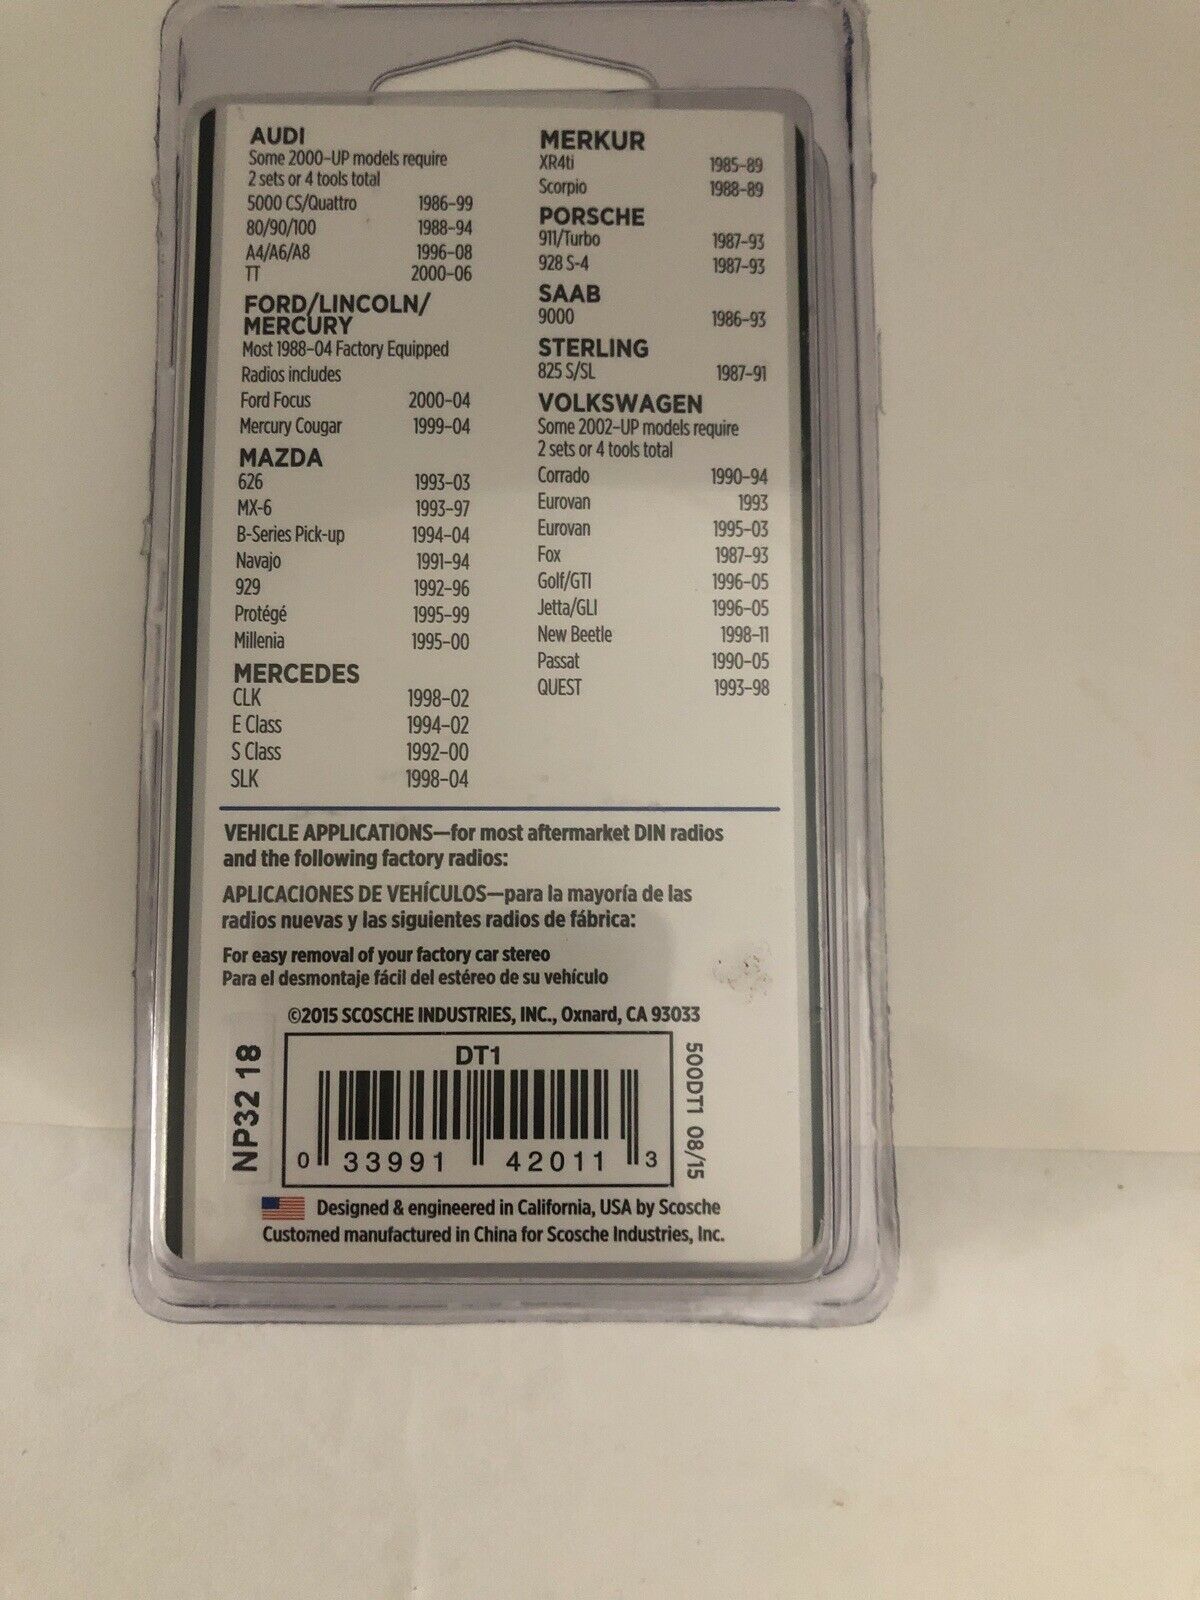 AUDI
Some 2000-UP models require
2 sets or 4 tools total
5000 CS/Quattro 1986-99
80/90/100 1988-94
A4/A6/A8 1996-08
TT 2000-06
FORD/LINCOLN/
MERCURY
Most 1988-04 Factory Equipped
Radios includes
Ford Focus 2000-04
Mercury Cougar 1999-04
MAZDA
626 1993-03
MX-6 1993-97
B-Series Pick-up 1994-04
Navajo 1991-94
929 1992-96
Protégé 1995-99
Millenia 1995-00
MERCEDES
CLK 1998-02
E Class 1994-02
S Class 1992-00
SLK 1998-04
MERKUR
XR4ti 1985-89
Scorpio 1988-89
PORSCHE
911/Turbo 1987-93
928 S-4 1987-93
SAAB
9000 1986-93
STERLING
825 S/SL 1987-91
VOLKSWAGEN
Some 2002-UP models require
2 sets or 4 tools total
Corrado 1990-94
Eurovan 1993
Eurovan 1995-03
Fox 1987-93
Golf/GTI 1996-05
Jetta/GLI 1996-05
New Beetle 1998-11
Passat 1990-05
QUEST 1993-98
VEHICLE APPLICATIONS—for most aftermarket DIN radios
and the following factory radios:
APLICACIONES DE VEHÍCULOS—para la mayoría de las
radios nuevas y las siguientes radios de fábrica:
For easy removal of your factory car stereo
Para el desmontaje fácil del estéreo de su vehículo
©2015 SCOSCHE INDUSTRIES, INC., Oxnard, CA 93033
NP32 18
DT1
0 33991 42011 3
500DT1 08/15
Designed & engineered in California, USA by Scosche
Customed manufactured in China for Scosche Industries, Inc.